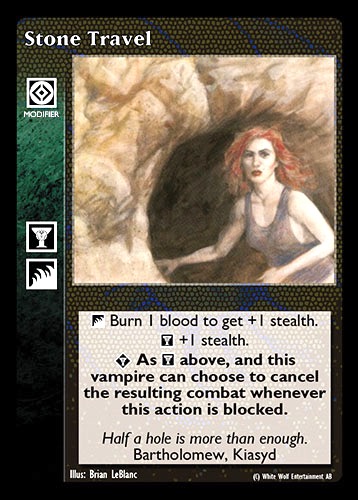 Stone Travel
MODIFIER
Burn 1 blood to get +1 stealth.
+1 stealth.
As above, and this
vampire can choose to cancel
the resulting combat whenever
this action is blocked.
Half a hole is more than enough.
Bartholomew, Kiasyd
Illus: Brian LeBlanc
(C) White Wolf Entertainment AB